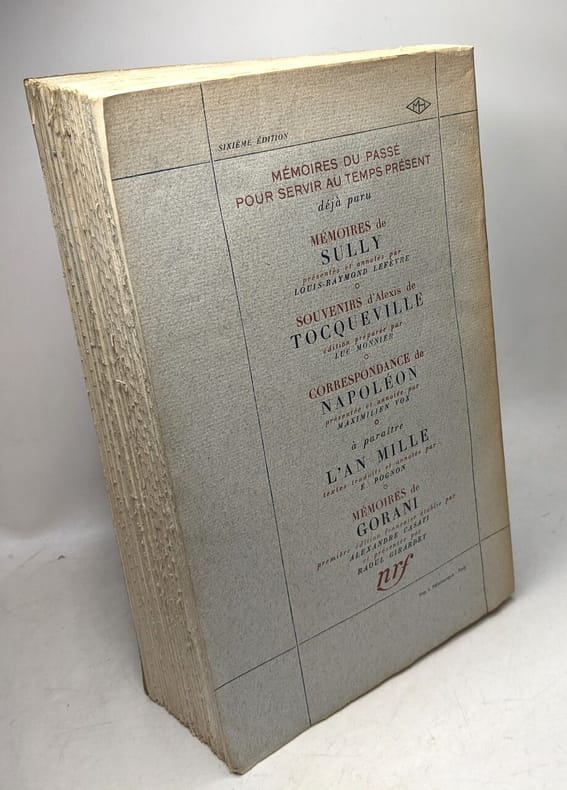 MH
SIXIÈME ÉDITION
MÉMOIRES DU PASSÉ
POUR SERVIR AU TEMPS PRÉSENT
déjà paru
MÉMOIRES de
SULLY
présentés et annotés par
LOUIS-RAYMOND LEFÈVRE
SOUVENIRS d'Alexis de
TOCQUEVILLE
édition préparée par
LUC MONNIER
CORRESPONDANCE de
NAPOLÉON
présentée et annotée par
MAXIMILIEN VOX
à paraître
L'AN MILLE
textes traduits et annotés par
E. POGNON
MÉMOIRES de
GORANI
première édition française établie par
ALEXANDRE CASATI
et présentée par
RAOUL GIRARDET
nrf